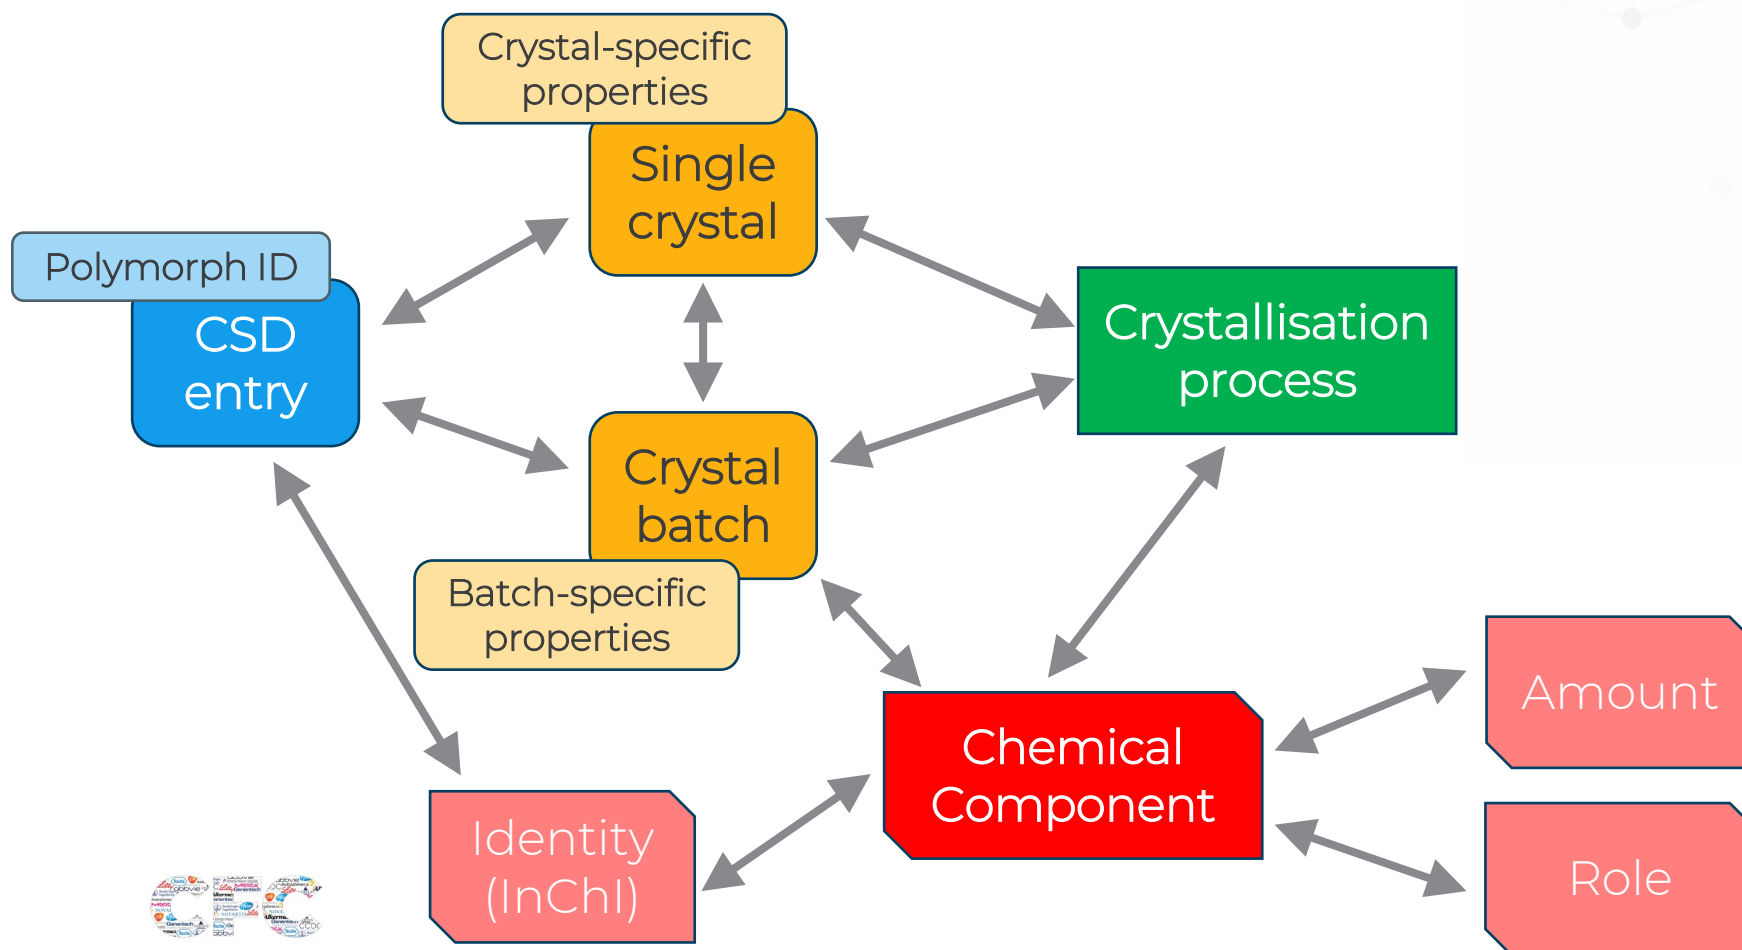 Crystal-specific
properties
Single
crystal
Polymorph ID
CSD
entry
Crystallisation
process
Crystal
batch
Batch-specific
properties
Amount
Chemical
Component
Identity
(InChI)
Role
CFC